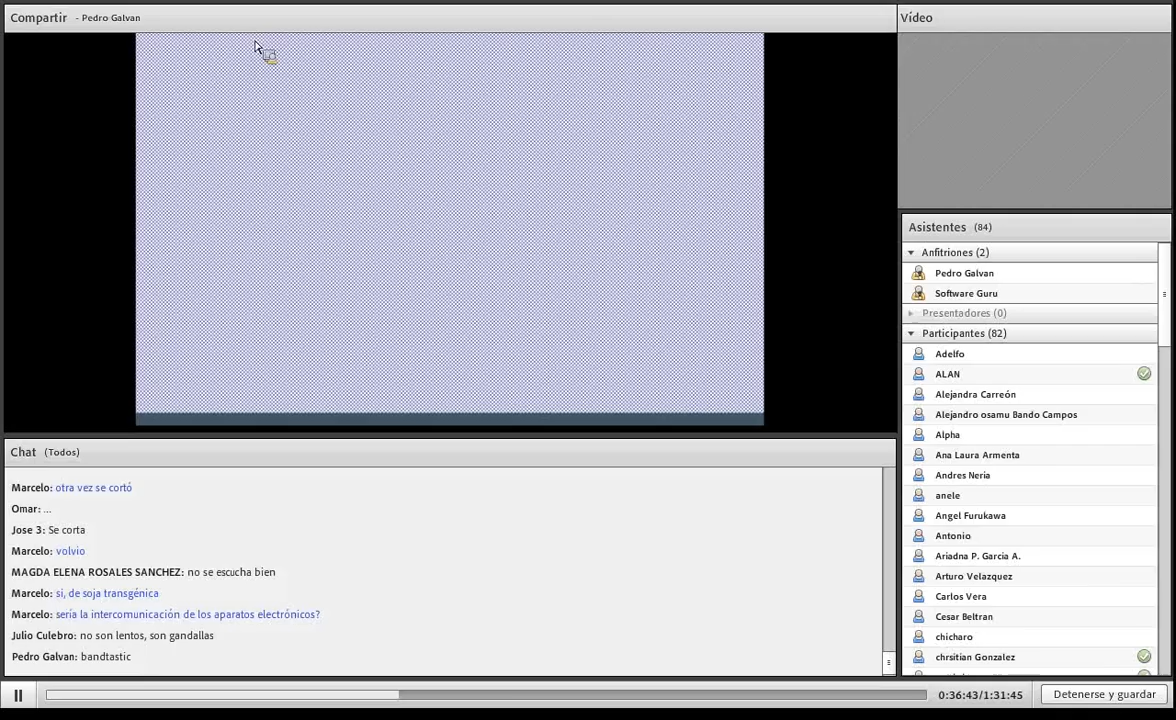 Compartir - Pedro Galvan
Vídeo
Asistentes (84)
Anfitriones (2)
Pedro Galvan
Software Guru
Presentadores (0)
Participantes (82)
Adelfo
ALAN
Alejandra Carreón
Alejandro osamu Bando Campos
Alpha
Ana Laura Armenta
Andres Neria
anele
Angel Furukawa
Antonio
Ariadna P. Garcia A.
Arturo Velazquez
Carlos Vera
Cesar Beltran
chicharo
chrsitian Gonzalez
Chat (Todos)
Marcelo: otra vez se cortó
Omar: ...
Jose 3: Se corta
Marcelo: volvio
MAGDA ELENA ROSALES SANCHEZ: no se escucha bien
Marcelo: si, de soja transgénica
Marcelo: sería la intercomunicación de los aparatos electrónicos?
Julio Culebro: no son lentos, son gandallas
Pedro Galvan: bandtastic
0:36:43/1:31:45
Detenerse y guardar